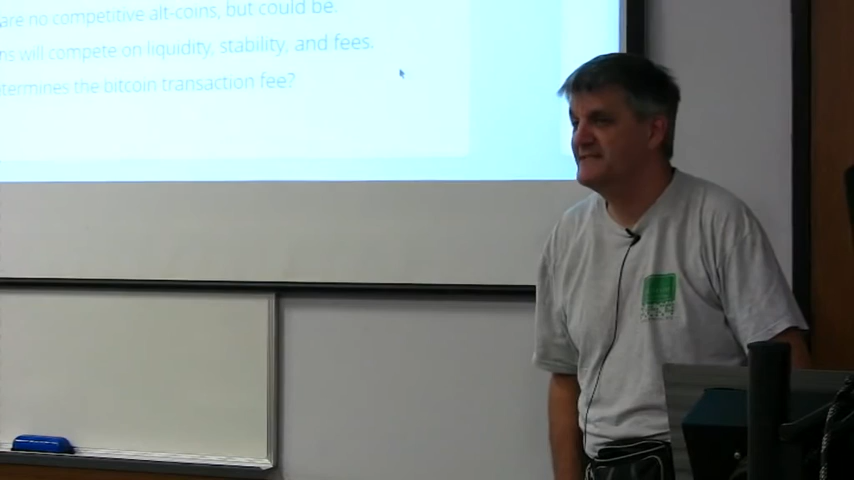 are no competitive alt-coins, but could be.
ns will compete on liquidity, stability, and fees.
termines the bitcoin transaction fee?